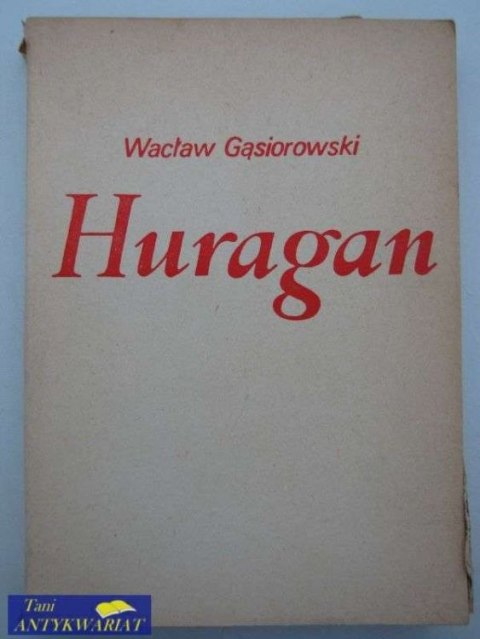 Wacław Gąsiorowski
Huragan
Tani
ANTYKWARIAT